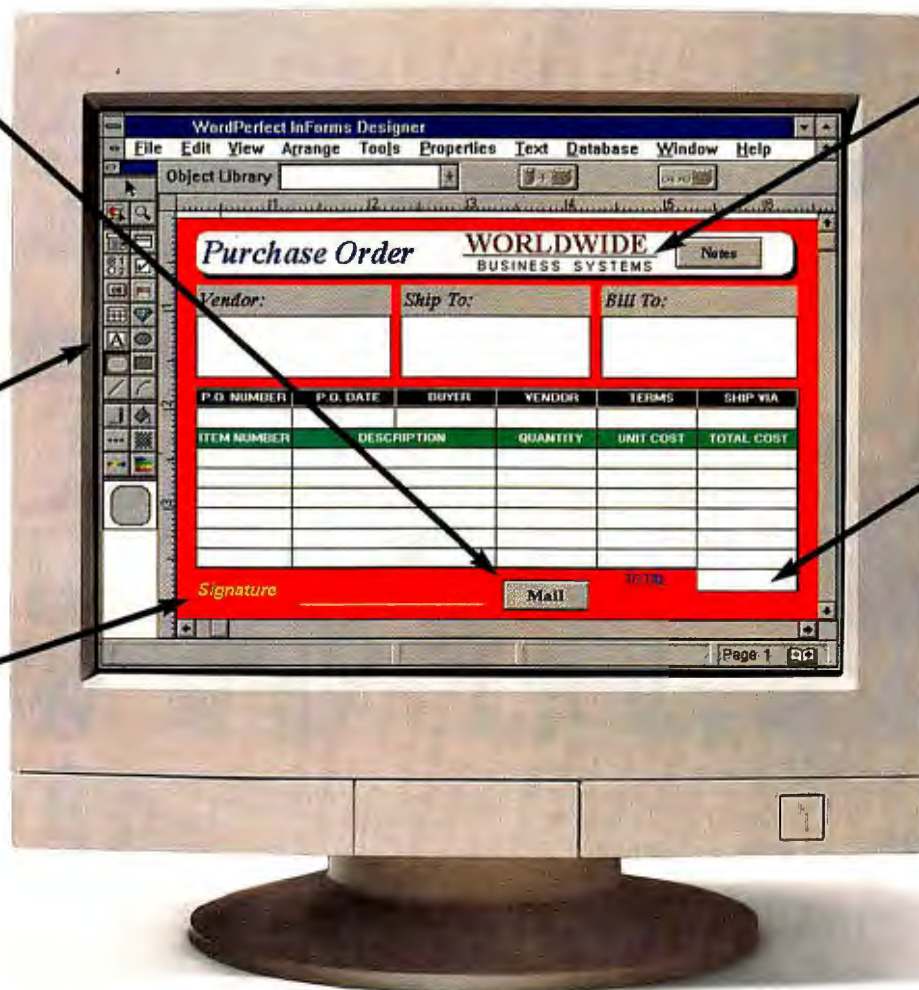 WordPerfect InForms Designer
File Edit View Arrange Tools Properties Text Database Window Help
Object Library
Purchase Order WORLDWIDE Notes
BUSINESS SYSTEMS
Vendor: Ship To: Bill To:
P.O. NUMBER P.O. DATE BUYER VENDOR TERMS SHIP VIA
ITEM NUMBER DESCRIPTION QUANTITY UNIT COST TOTAL COST
Signature Mail TOTAL
Page 1